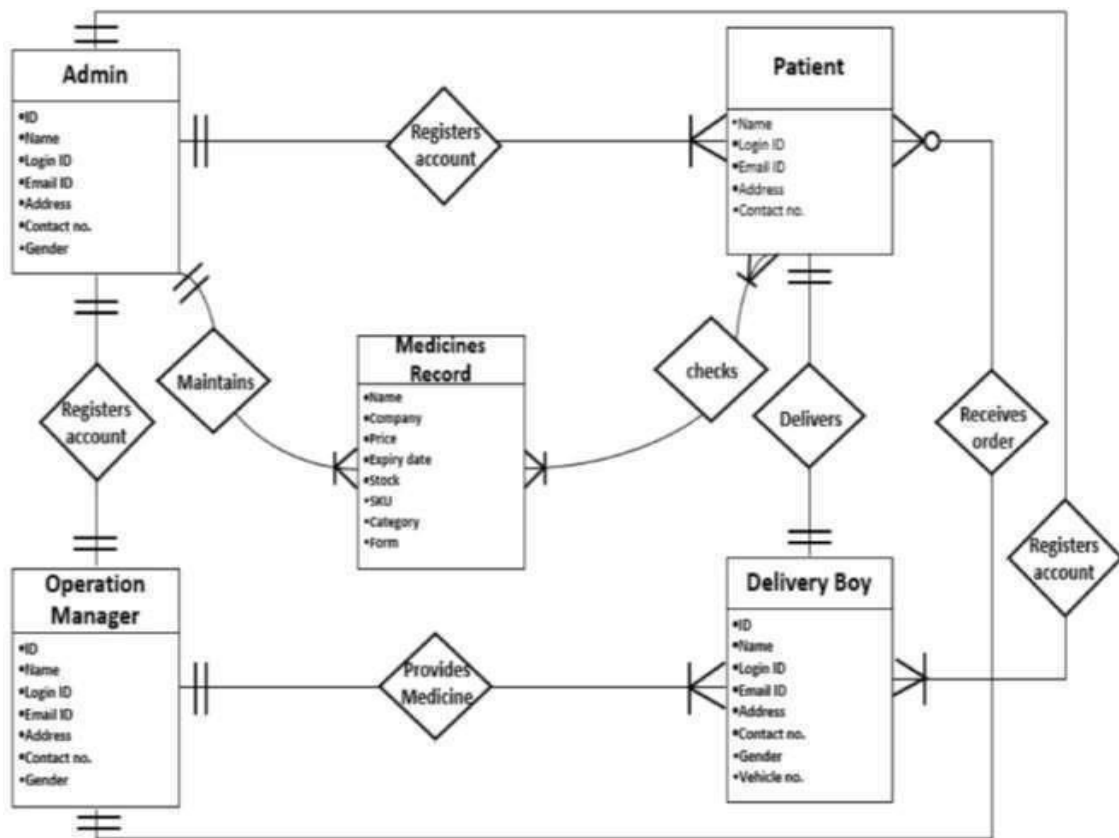 Admin
•ID
•Name
•Login ID
•Email ID
•Address
•Contact no.
•Gender
Registers
account
Patient
•Name
•Login ID
•Email ID
•Address
•Contact no.
Registers
account
Maintains
Medicines
Record
•Name
•Company
•Price
•Expiry date
•Stock
•SKU
•Category
•Form
checks
Delivers
Receives
order
Registers
account
Operation
Manager
•ID
•Name
•Login ID
•Email ID
•Address
•Contact no.
•Gender
Provides
Medicine
Delivery Boy
•ID
•Name
•Login ID
•Email ID
•Address
•Contact no.
•Gender
•Vehicle no.